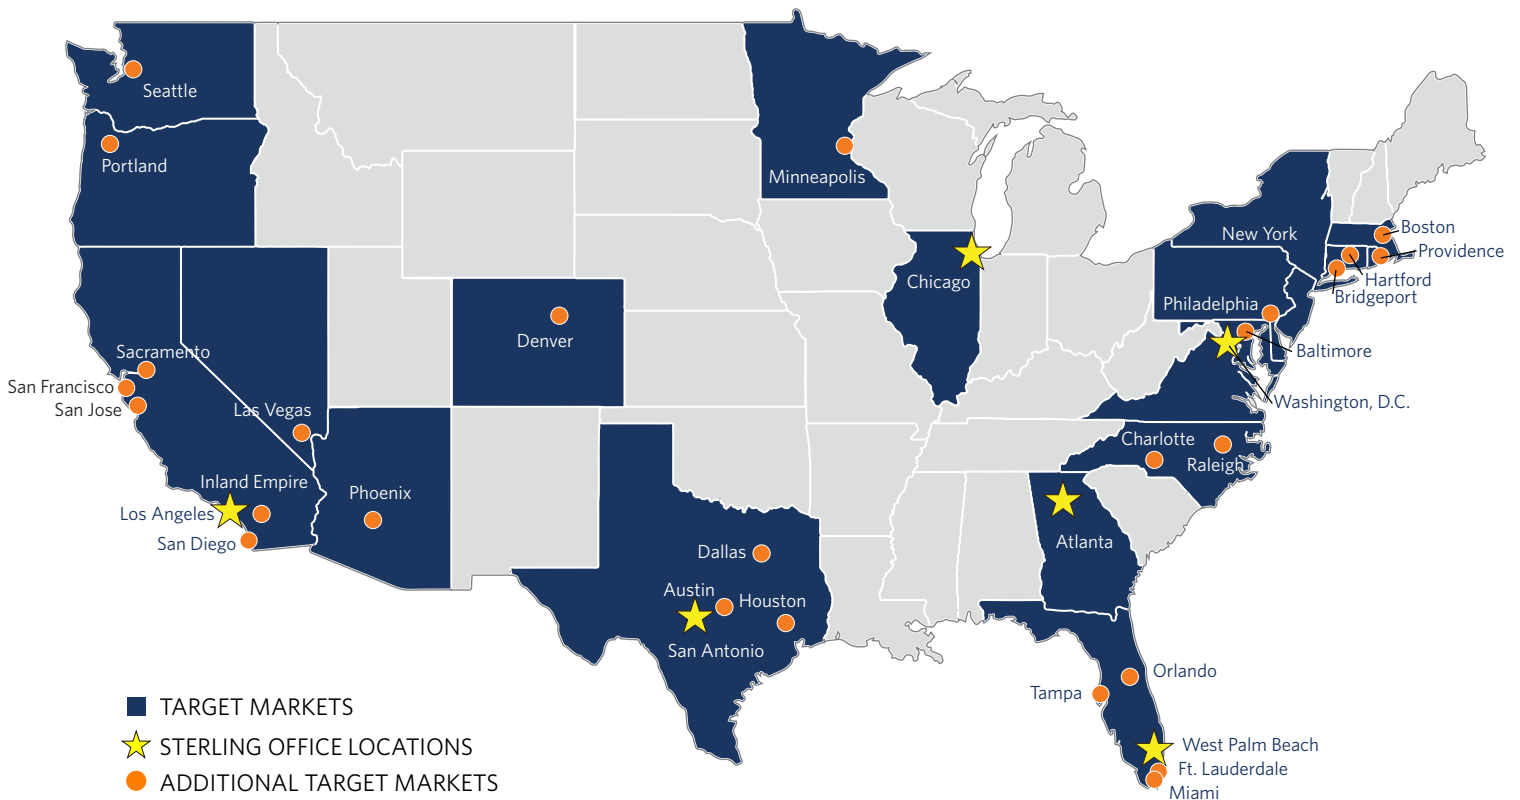 Seattle
Portland
Minneapolis
New York
Boston
Providence
Hartford
Bridgeport
Chicago
Philadelphia
Denver
Baltimore
Sacramento
San Francisco
San Jose
Las Vegas
Washington, D.C.
Charlotte
Raleigh
Inland Empire
Phoenix
Los Angeles
San Diego
Atlanta
Dallas
Austin
Houston
San Antonio
Orlando
Tampa
West Palm Beach
Ft. Lauderdale
Miami
TARGET MARKETS
STERLING OFFICE LOCATIONS
ADDITIONAL TARGET MARKETS